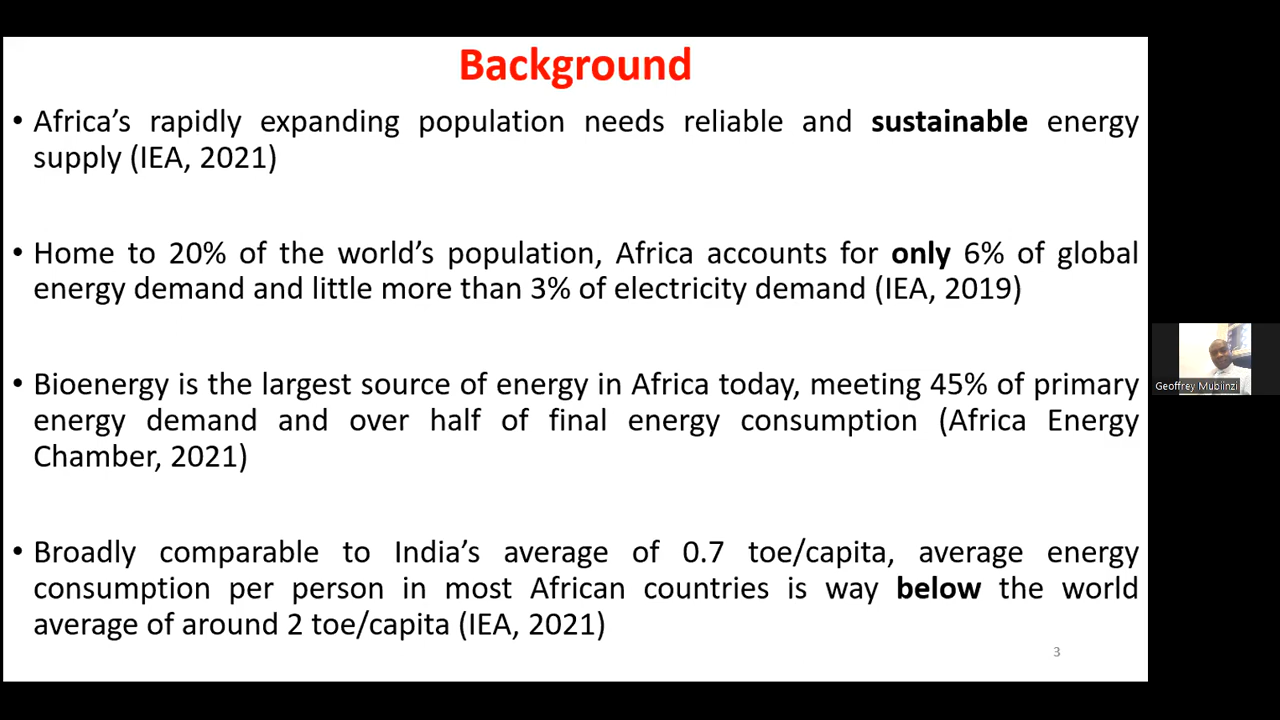 Background
• Africa’s rapidly expanding population needs reliable and sustainable energy
supply (IEA, 2021)
• Home to 20% of the world’s population, Africa accounts for only 6% of global
energy demand and little more than 3% of electricity demand (IEA, 2019)
• Bioenergy is the largest source of energy in Africa today, meeting 45% of primary
energy demand and over half of final energy consumption (Africa Energy
Chamber, 2021)
• Broadly comparable to India’s average of 0.7 toe/capita, average energy
consumption per person in most African countries is way below the world
average of around 2 toe/capita (IEA, 2021)
3
Geoffrey Mubiinzi